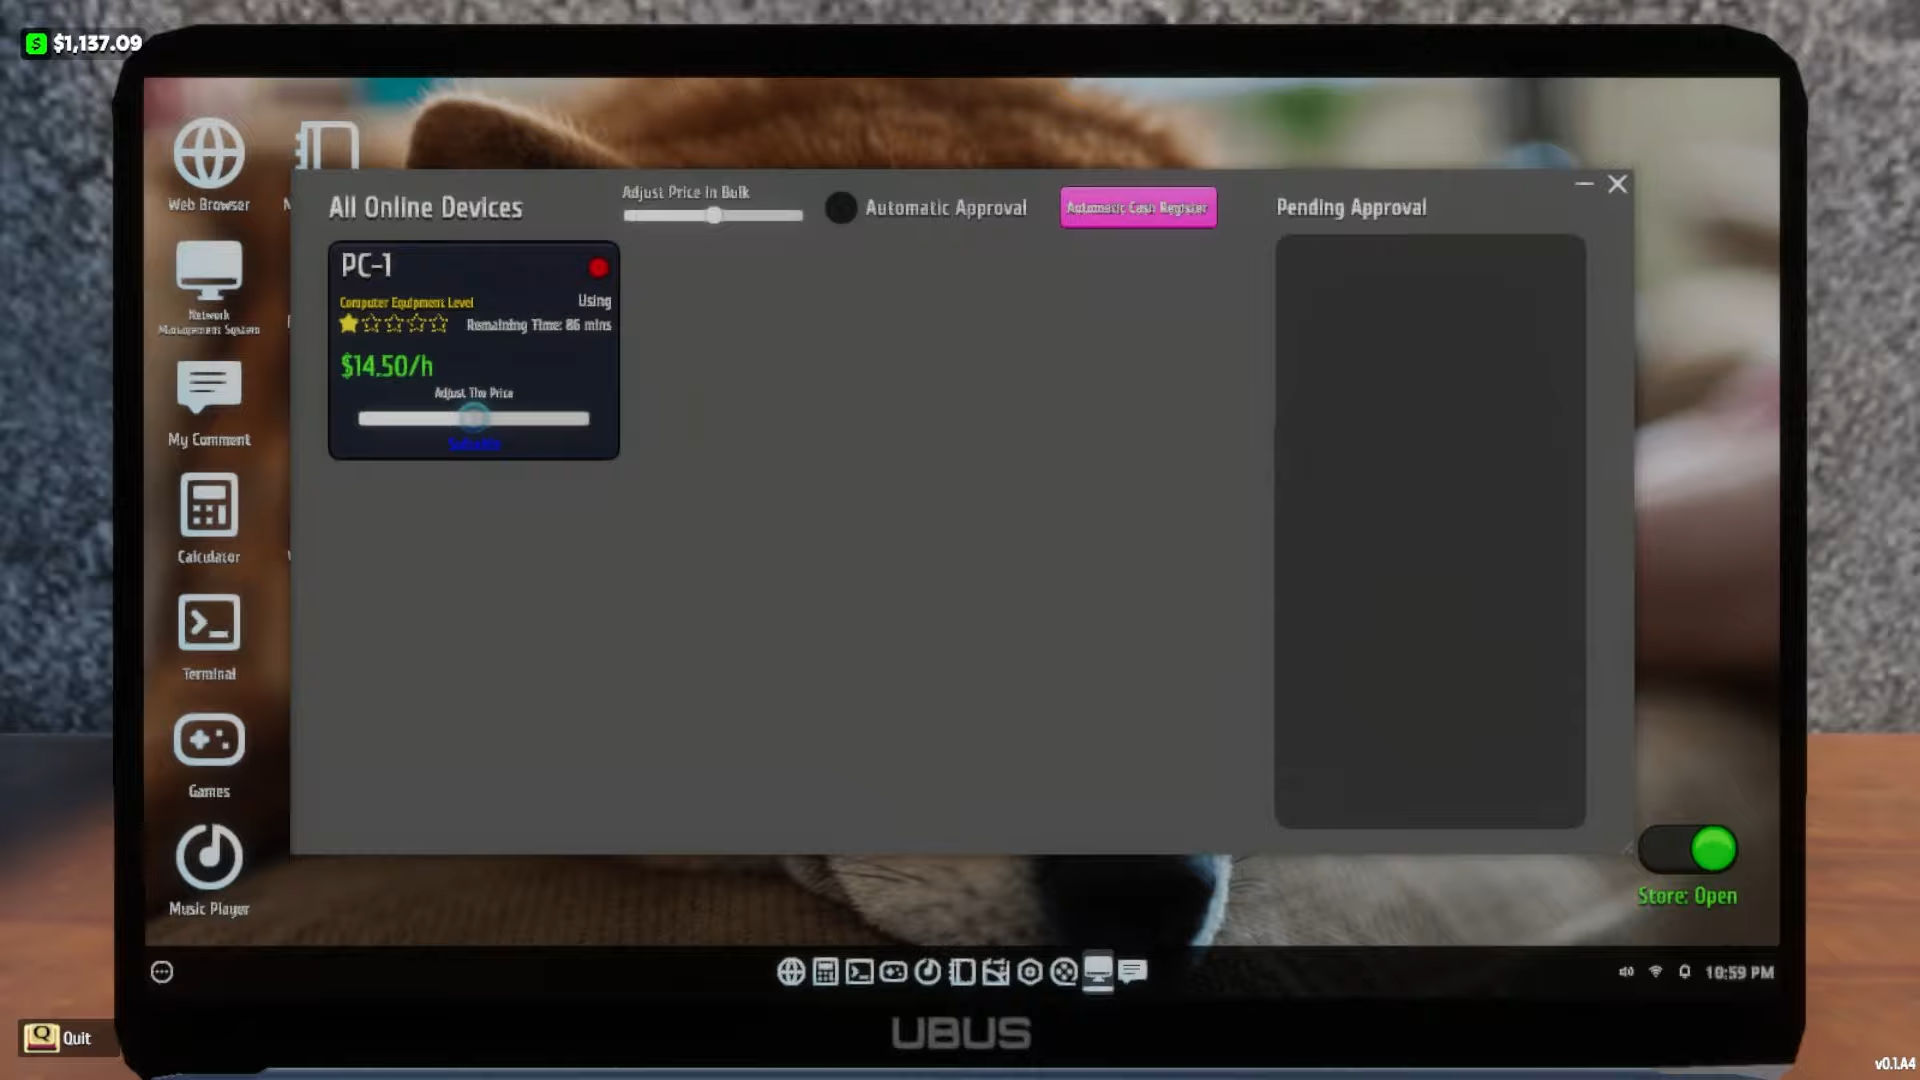 $ $1,137.09
Web Browser
Network
Management System
My Comment
Calculator
Terminal
Games
Music Player
All Online Devices
Adjust Price In Bulk
Automatic Approval
Automatic Cash Register
Pending Approval
PC-1
Computer Equipment Level
Using
Remaining Time: 86 mins
$14.50/h
Adjust The Price
Suitable
Store: Open
10:59 PM
UBUS
Q Quit
v0.1.A4